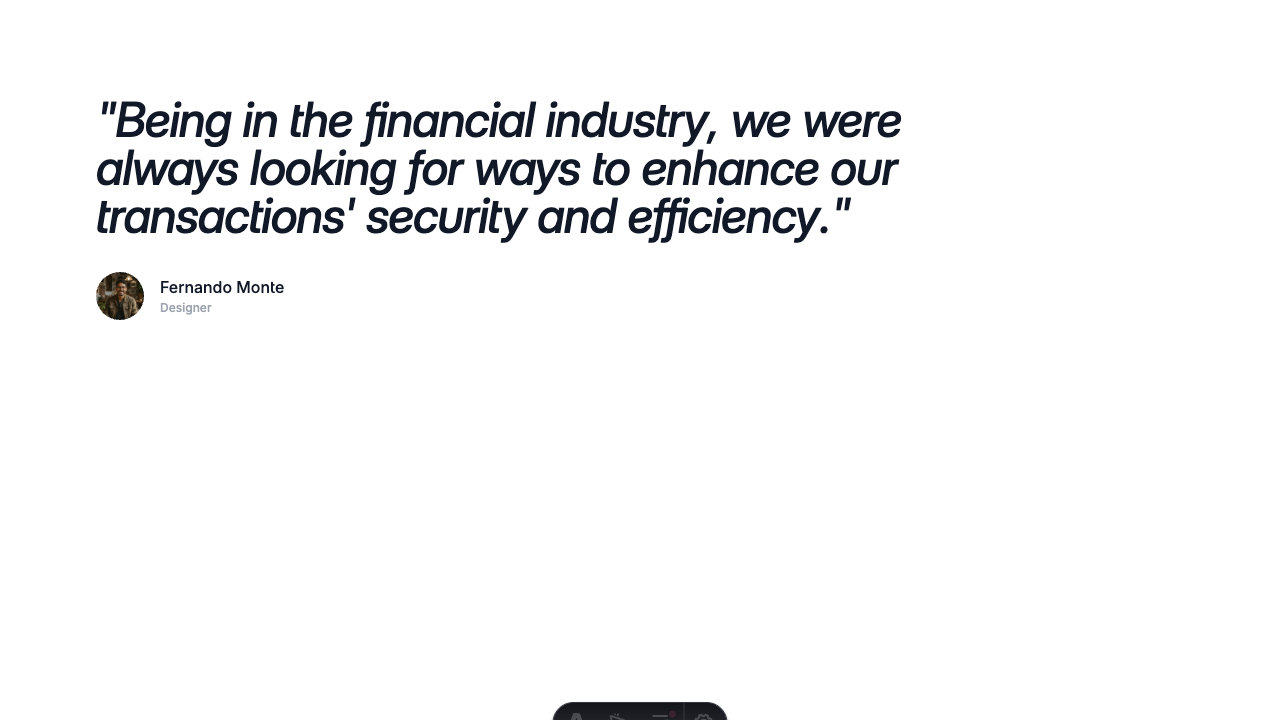 "Being in the financial industry, we were
always looking for ways to enhance our
transactions' security and efficiency."
Fernando Monte
Designer